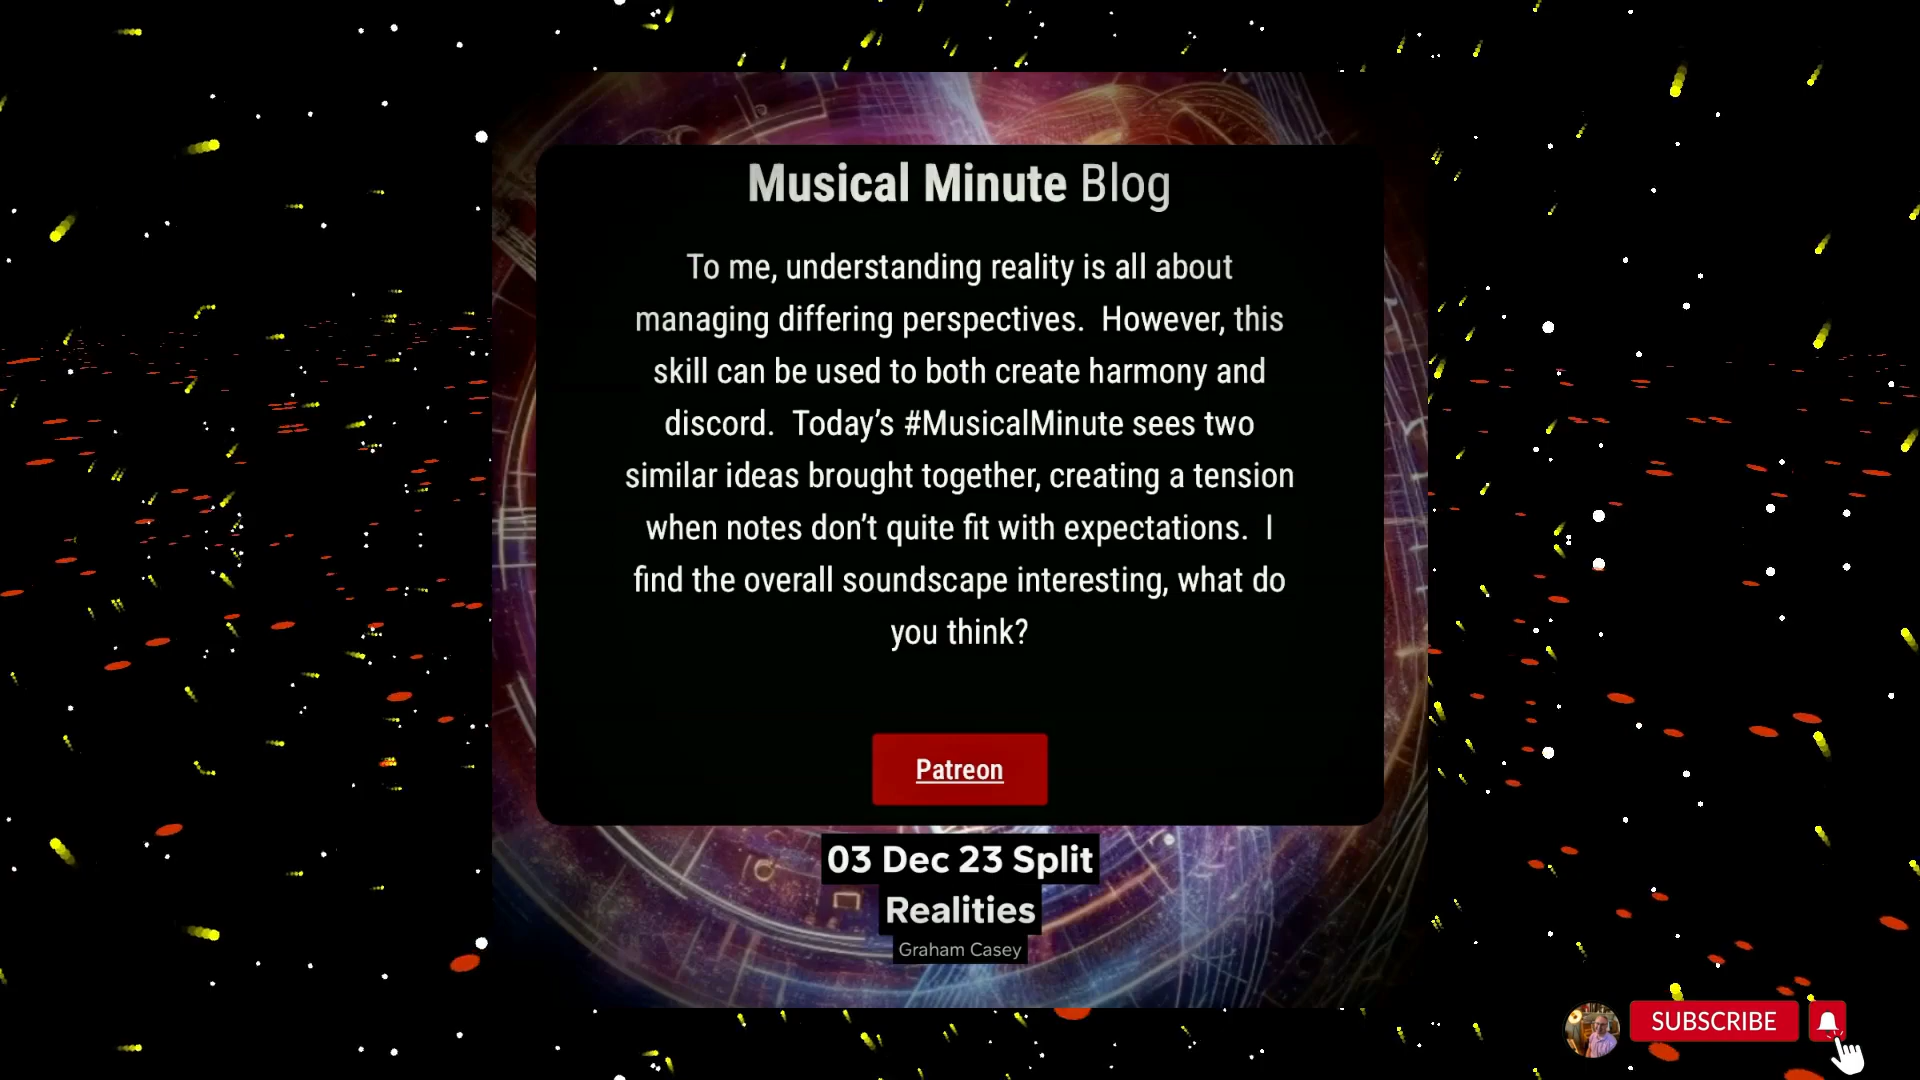 Musical Minute Blog
To me, understanding reality is all about
managing differing perspectives.  However, this
skill can be used to both create harmony and
discord.  Today’s #MusicalMinute sees two
similar ideas brought together, creating a tension
when notes don’t quite fit with expectations.  I
find the overall soundscape interesting, what do
you think?
Patreon
03 Dec 23 Split
Realities
Graham Casey
SUBSCRIBE